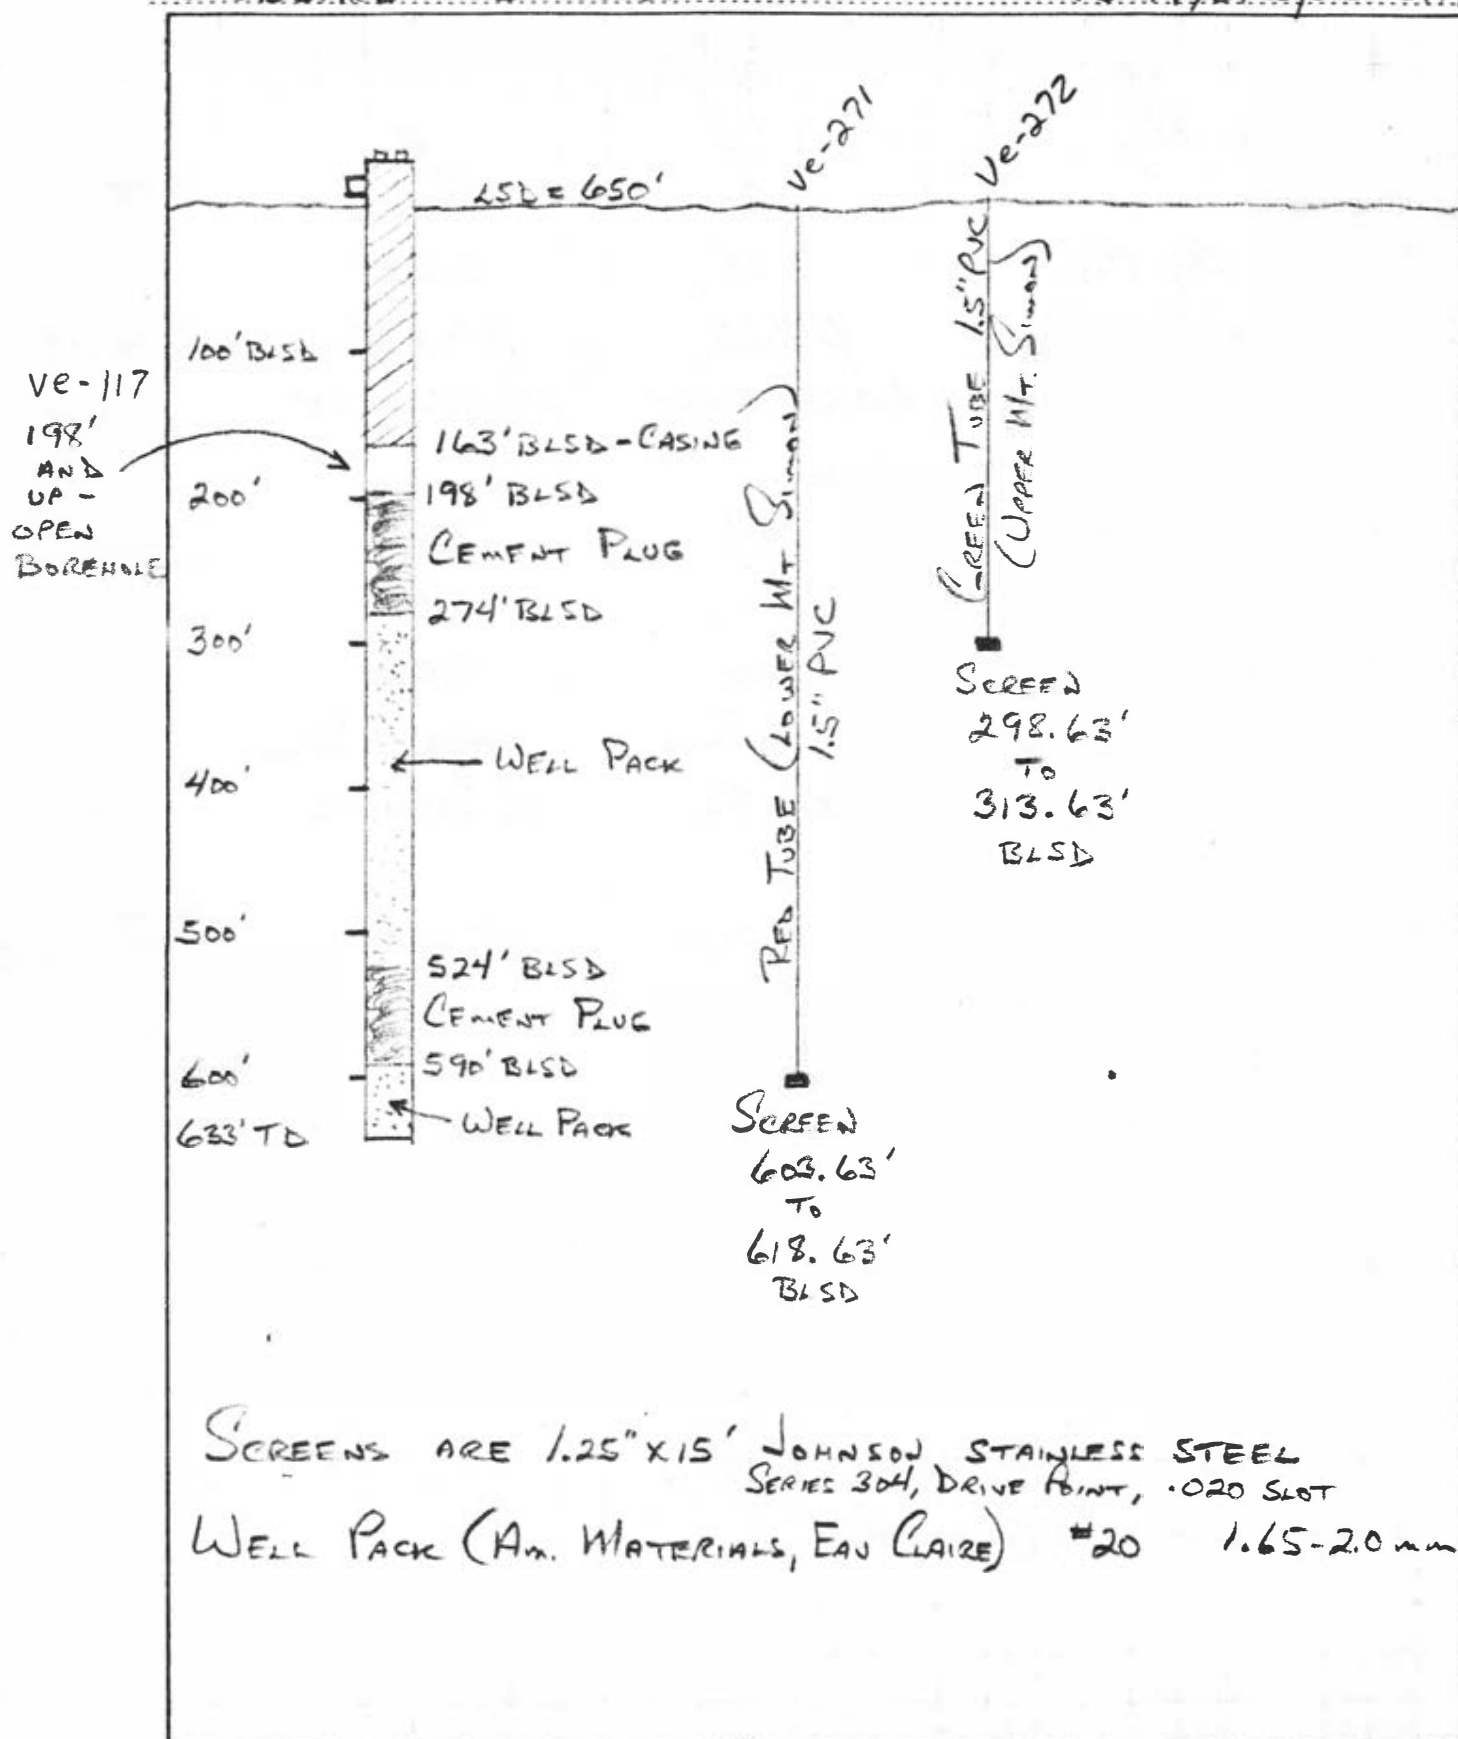 Ve-271
Ve-272
LSD = 650'
100' BLSD
Ve-117
198'
AND
UP -
OPEN
BOREHOLE
163' BLSD - CASING
200'
198' BLSD
CEMENT PLUG
274' BLSD
300'
WELL PACK
400'
500'
524' BLSD
CEMENT PLUG
590' BLSD
600'
WELL PACK
633' TD
RED TUBE (LOWER MT SIMON)
1.5" PVC
SCREEN
603.63'
TO
618.63'
BLSD
GREEN TUBE 1.5" PVC
(UPPER MT. SIMON)
SCREEN
298.63'
TO
313.63'
BLSD
SCREENS ARE 1.25" X 15' JOHNSON STAINLESS STEEL
SERIES 304, DRIVE POINT, .020 SLOT
WELL PACK (AM. MATERIALS, EAU CLAIRE) #20 1.65-2.0 mm